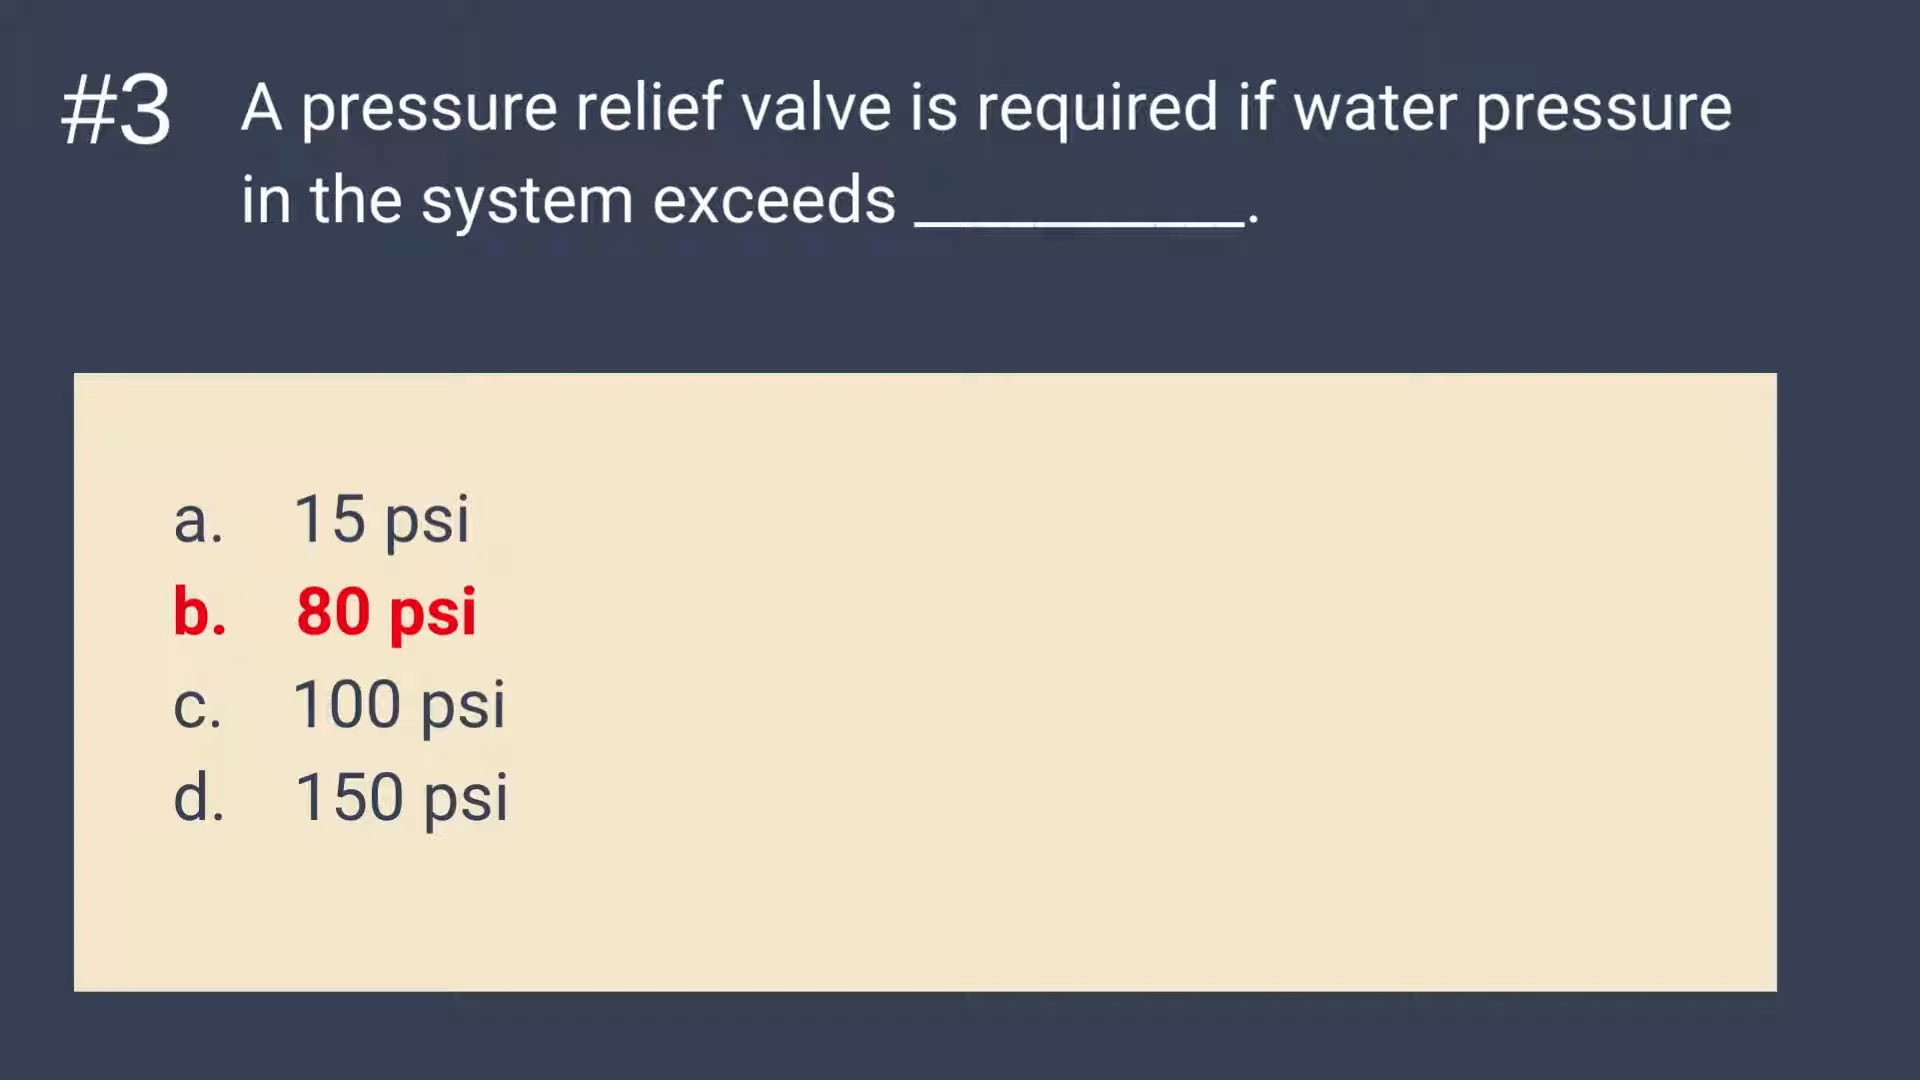 #3 A pressure relief valve is required if water pressure
in the system exceeds __________.
a. 15 psi
b. 80 psi
c. 100 psi
d. 150 psi